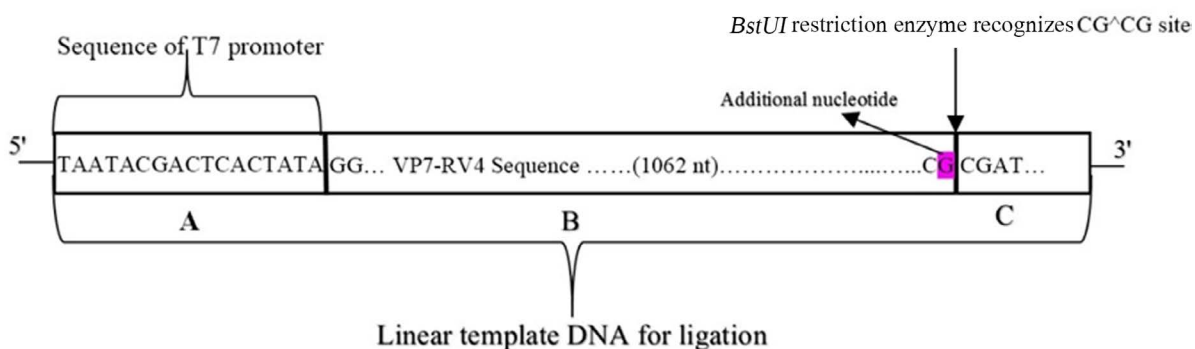 BstUI restriction enzyme recognizes CG^CG site
Sequence of T7 promoter
Additional nucleotide
5' TAATACGACTCACTATA GG... VP7-RV4 Sequence ......(1062 nt)..............................CG CGAT... 3'
A B C
Linear template DNA for ligation